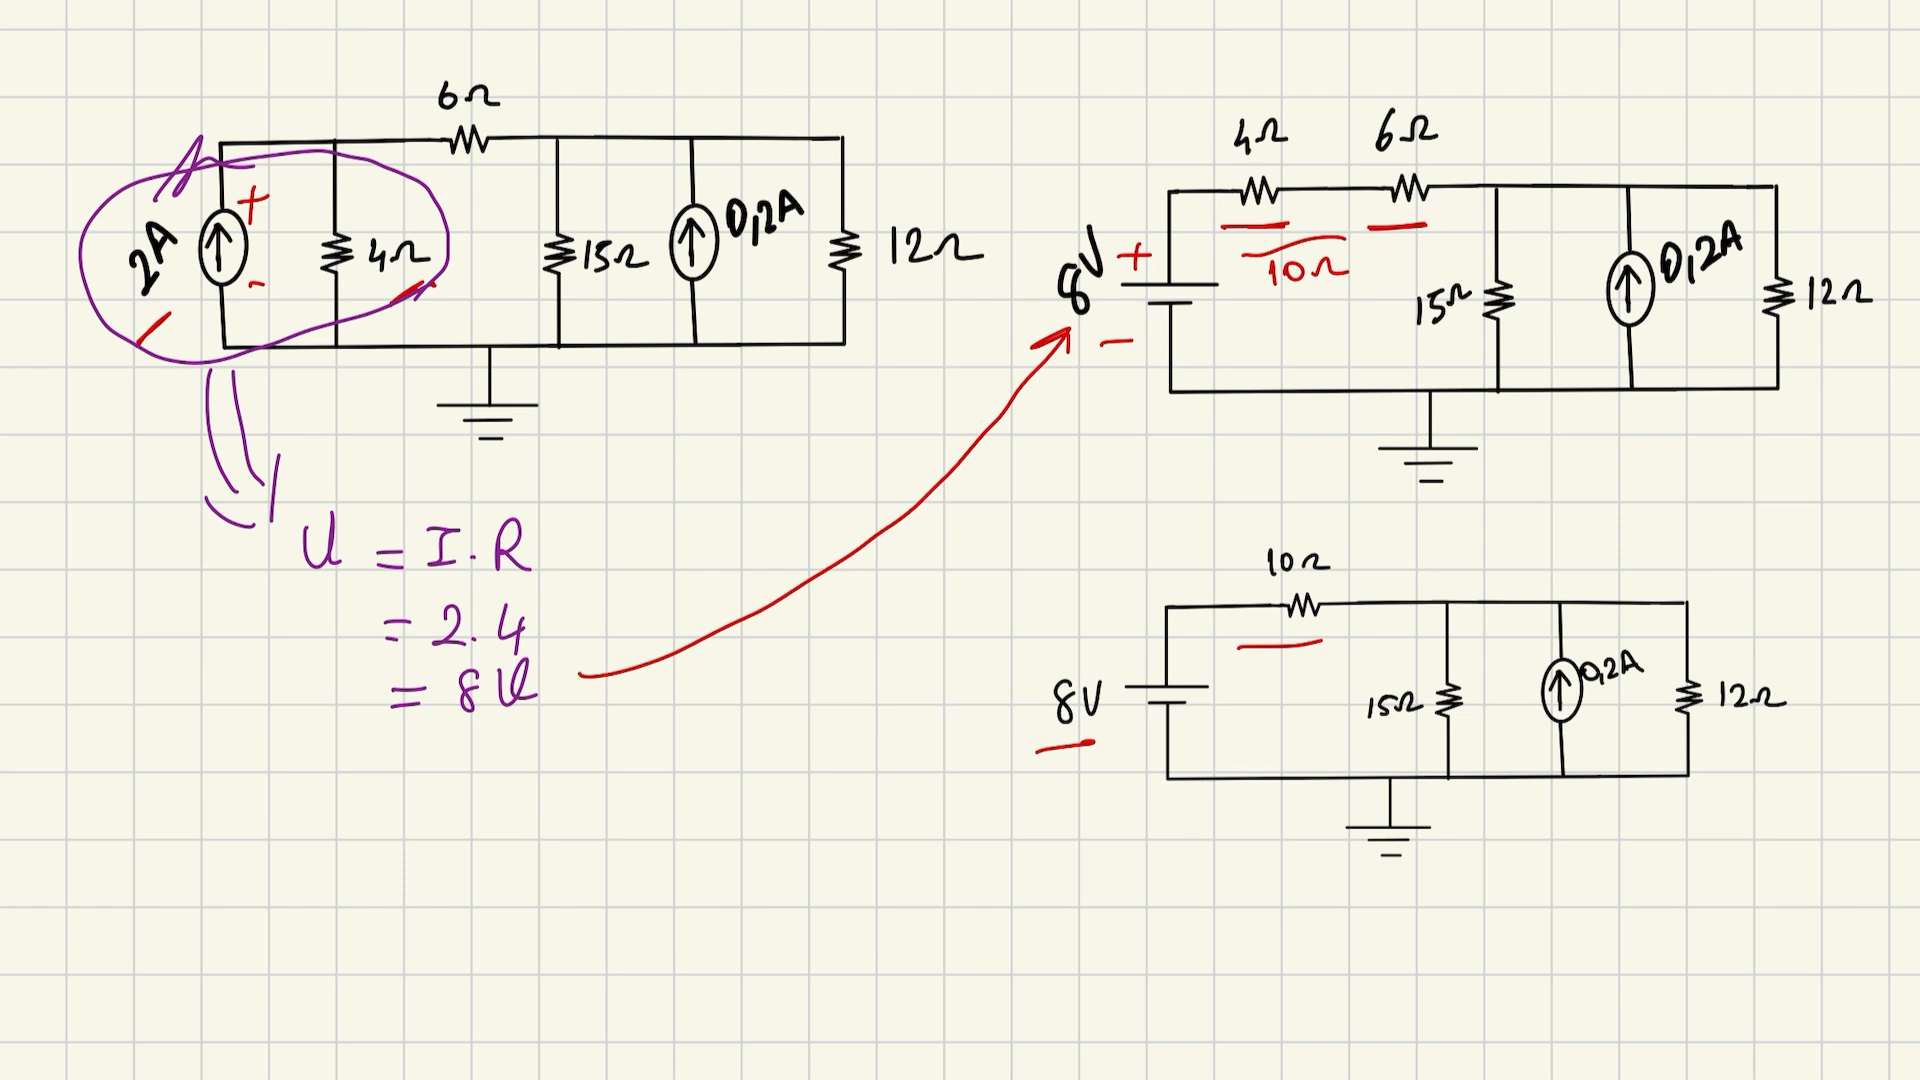 6Ω
2A
+
-
4Ω
15Ω
0,2A
12Ω
U = I.R
= 2.4
= 8V
4Ω 6Ω
10Ω
8V
+
-
15Ω
0,2A
12Ω
10Ω
8V
15Ω
0,2A
12Ω